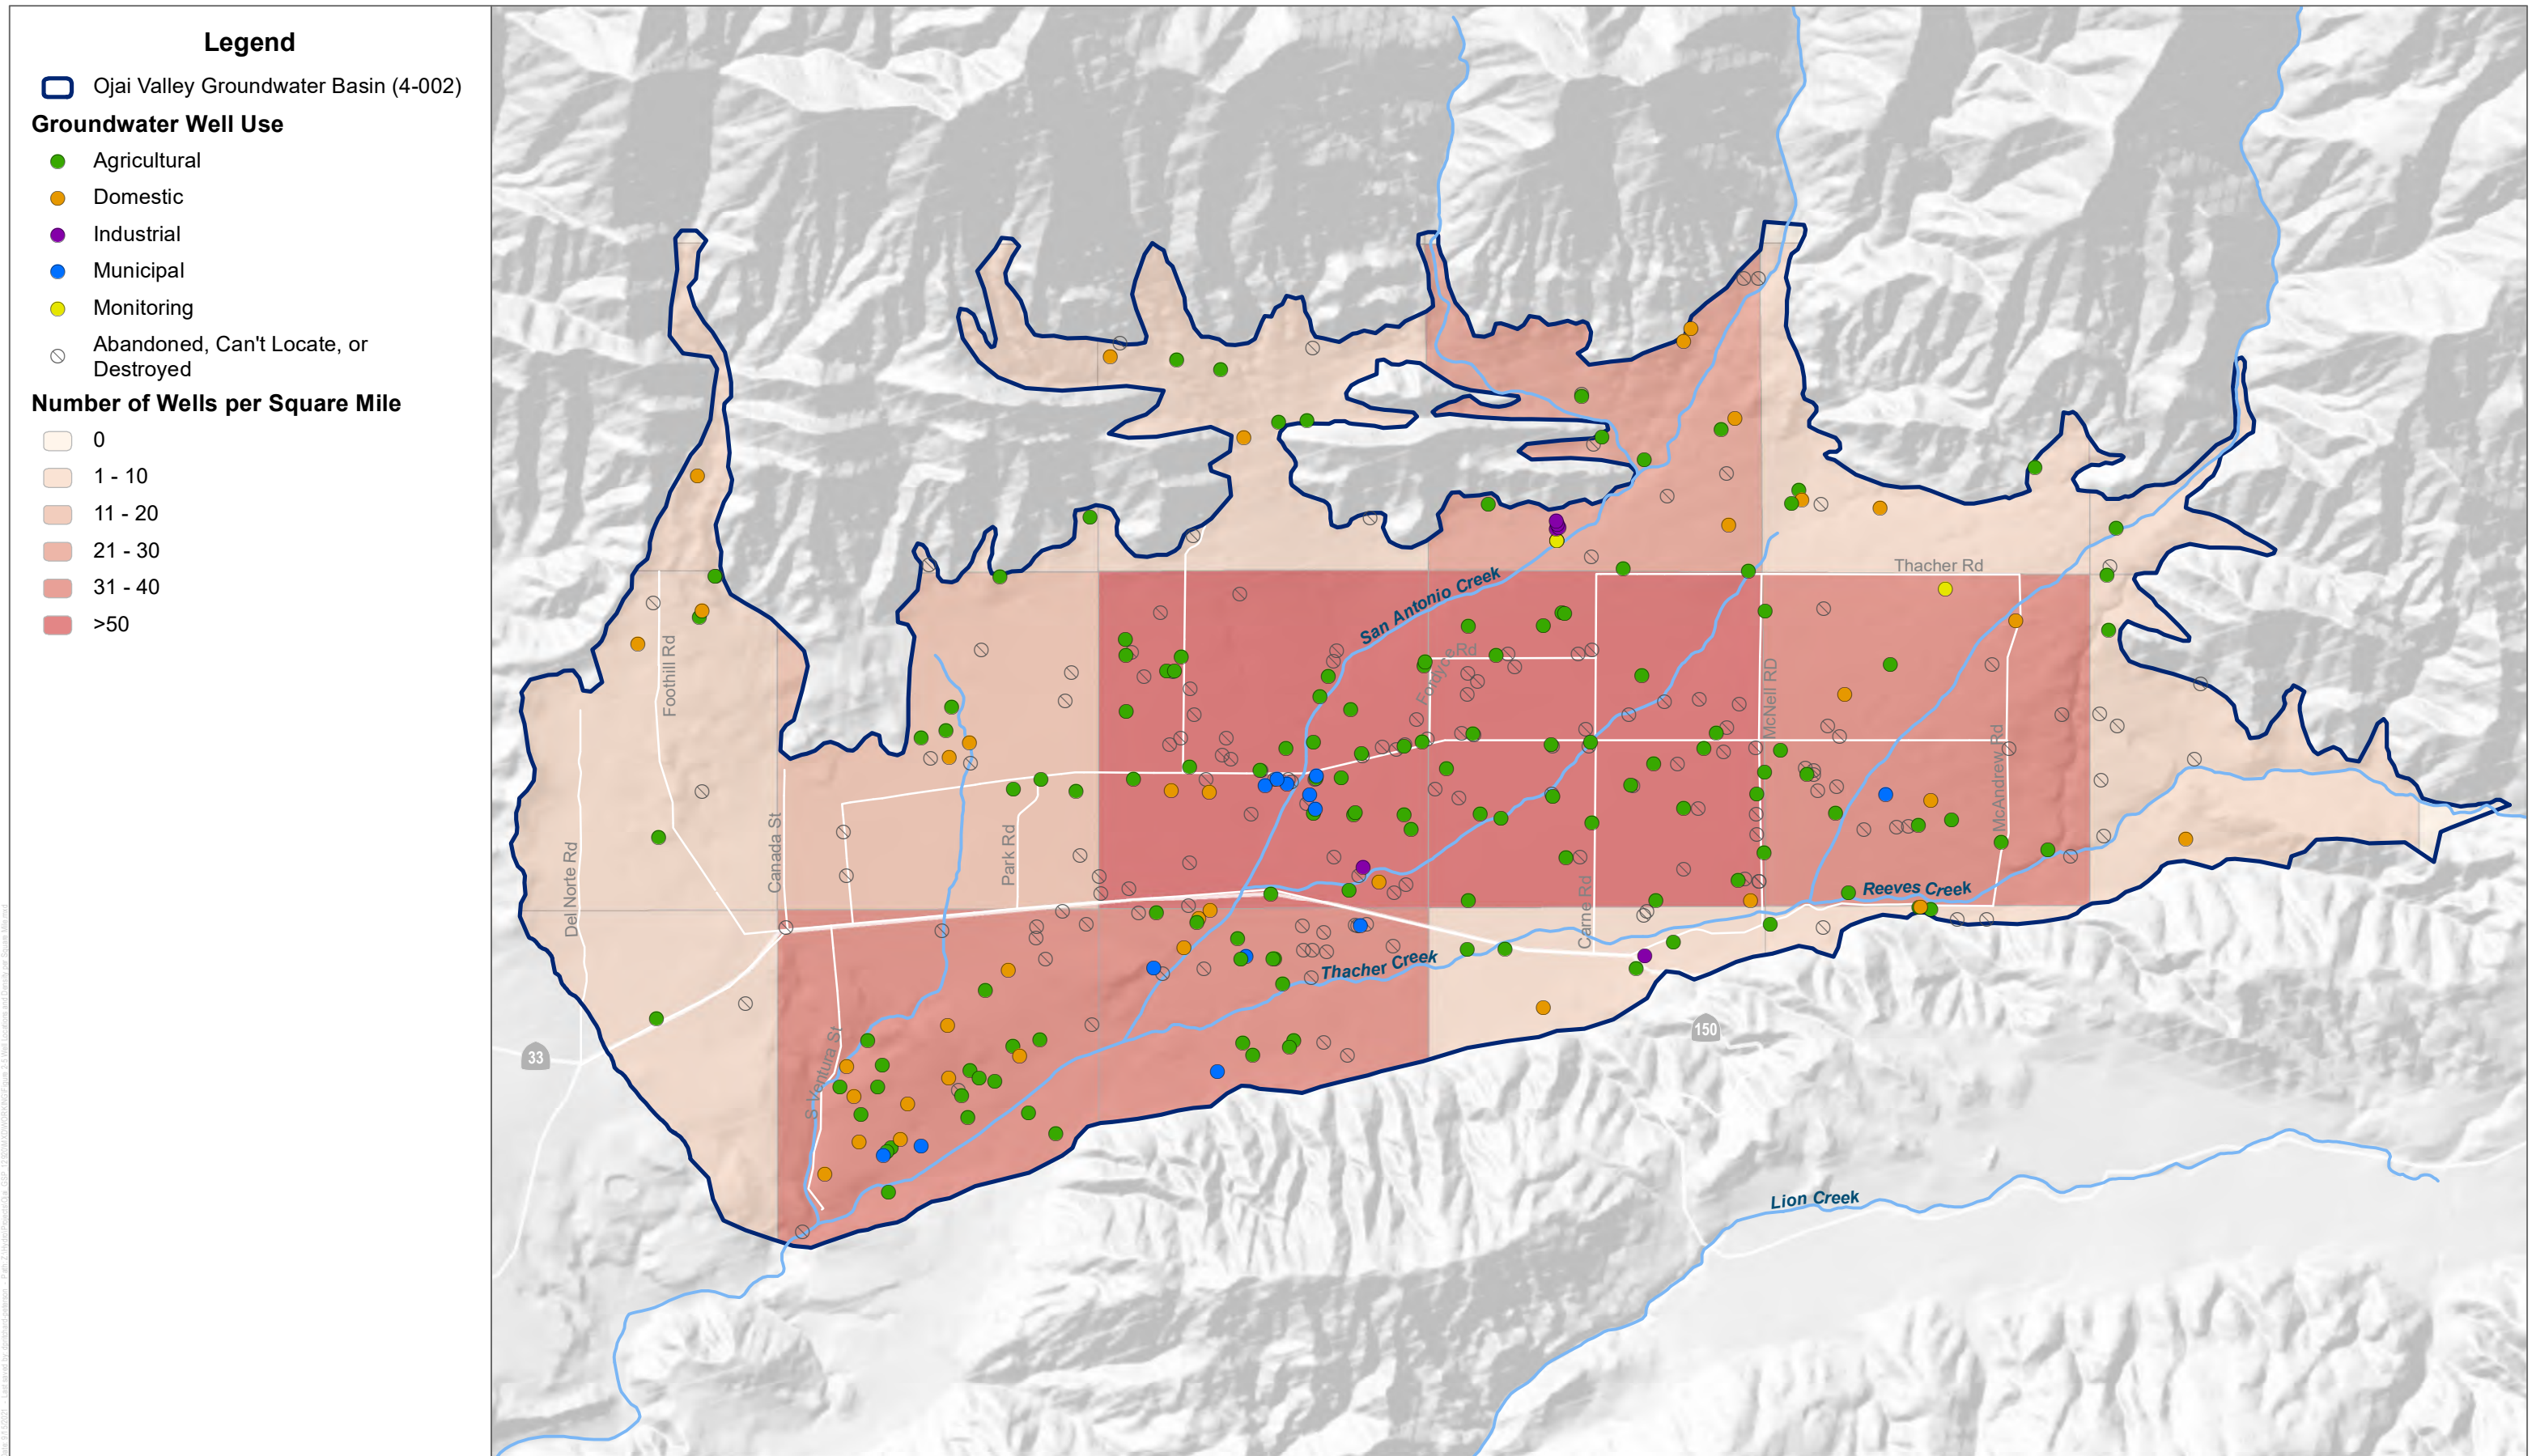 Legend
Ojai Valley Groundwater Basin (4-002)
Groundwater Well Use
Agricultural
Domestic
Industrial
Municipal
Monitoring
Abandoned, Can't Locate, or
Destroyed
Number of Wells per Square Mile
0
1 - 10
11 - 20
21 - 30
31 - 40
>50
Thacher Rd
San Antonio Creek
Foothill Rd
Fordyce Rd
McNell RD
McAndrew Rd
Canada St
Park Rd
Del Norte Rd
Reeves Creek
Carne Rd
Thacher Creek
S Ventura St
33
150
Lion Creek